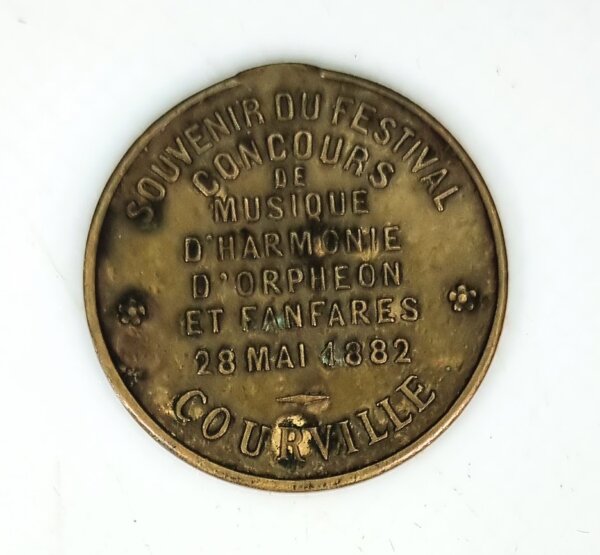 SOUVENIR DU FESTIVAL
CONCOURS
DE
MUSIQUE
D'HARMONIE
D'ORPHEON
ET FANFARES
28 MAI 1882
COURVILLE